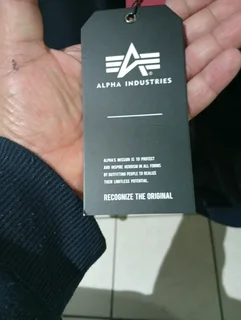 ALPHA INDUSTRIES
ALPHA'S MISSION IS TO PROTECT
AND INSPIRE HEROISM IN ALL FORMS
BY OUTFITTING PEOPLE TO REALIZE
THEIR LIMITLESS POTENTIAL.
RECOGNIZE THE ORIGINAL